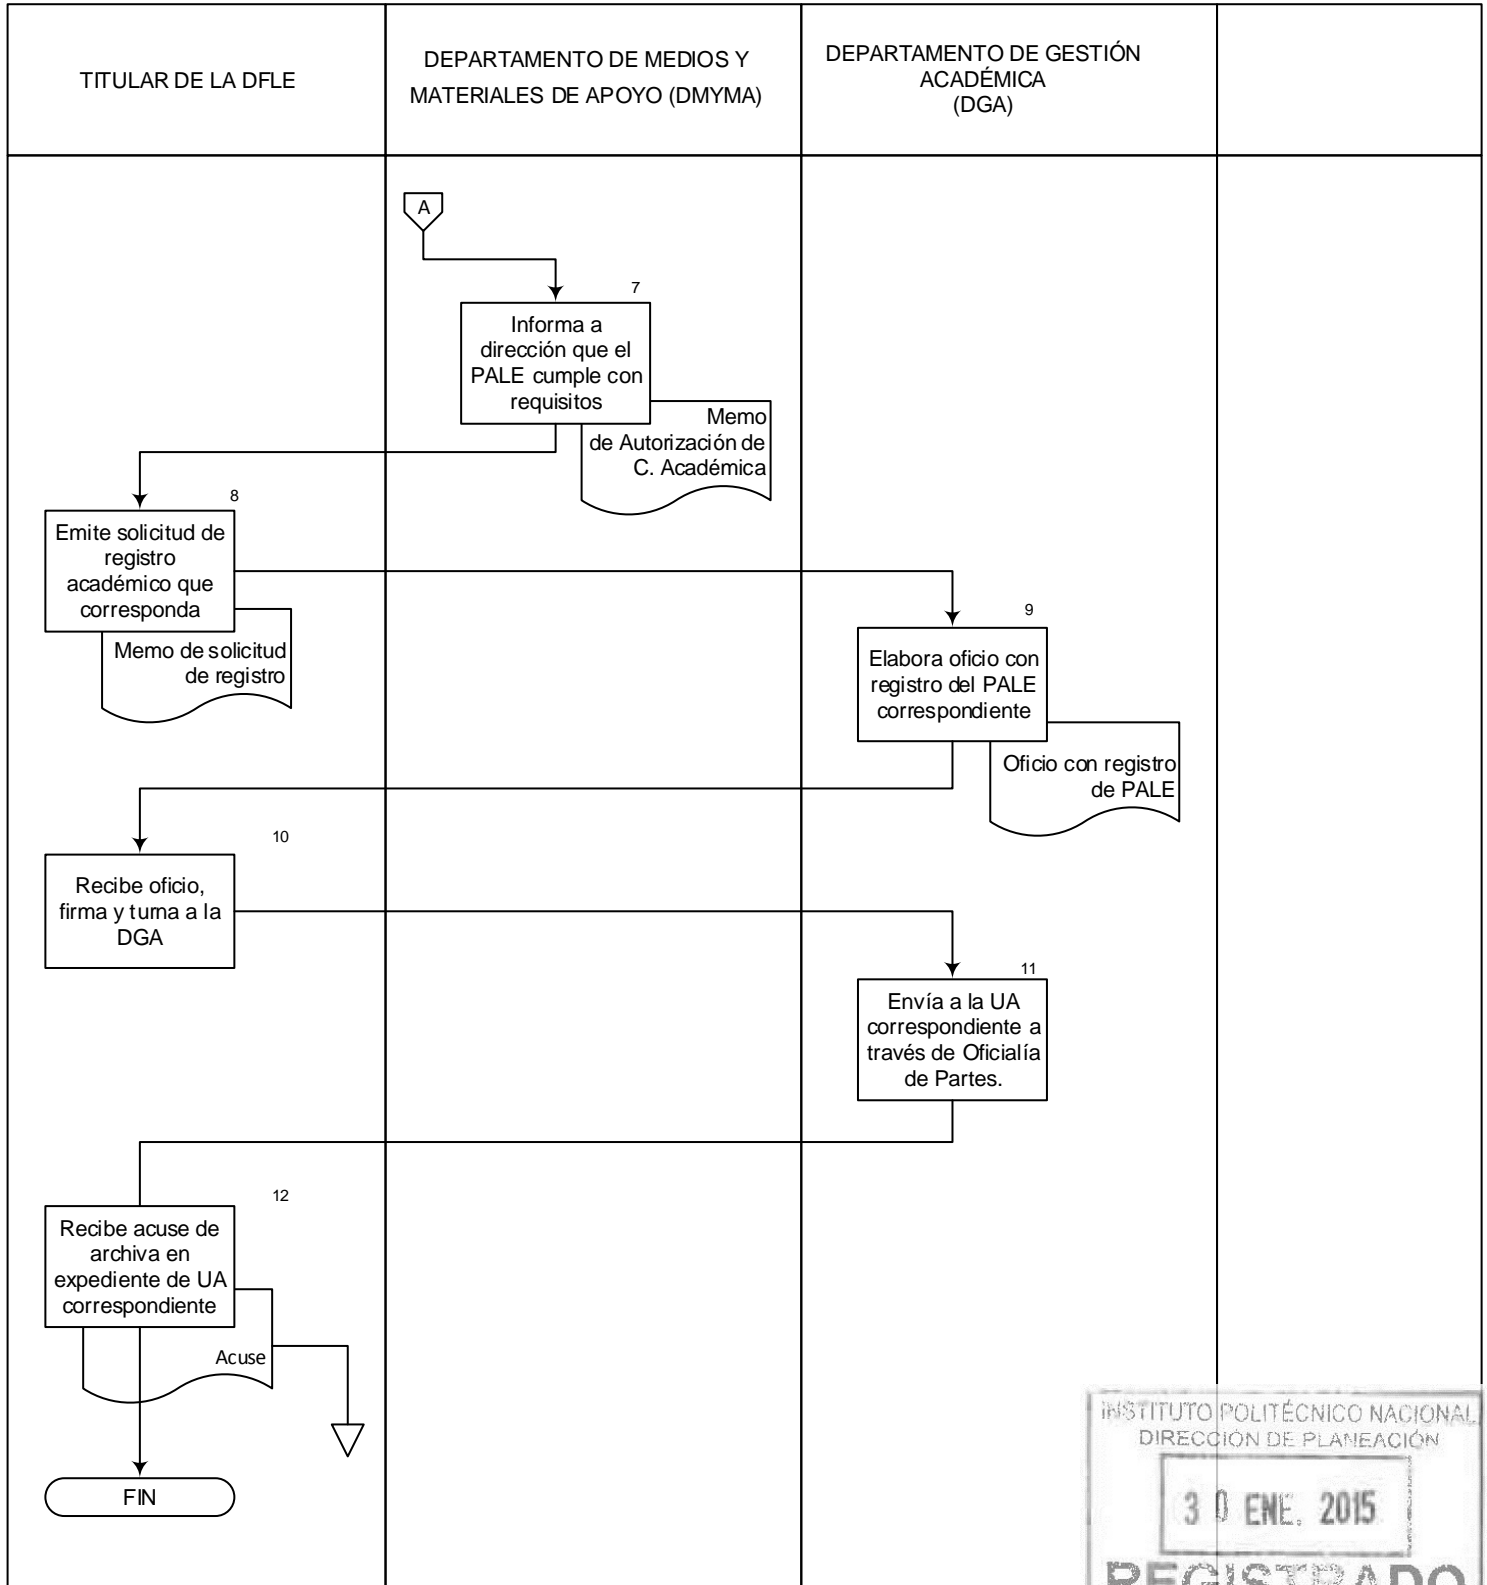 TITULAR DE LA DFLE
DEPARTAMENTO DE MEDIOS Y
MATERIALES DE APOYO (DMYMA)
DEPARTAMENTO DE GESTIÓN
ACADÉMICA
(DGA)
A
7
Informa a
dirección que el
PALE cumple con
requisitos
Memo
de Autorización de
C. Académica
8
Emite solicitud de
registro
académico que
corresponda
Memo de solicitud
de registro
9
Elabora oficio con
registro del PALE
correspondiente
Oficio con registro
de PALE
10
Recibe oficio,
firma y turna a la
DGA
11
Envía a la UA
correspondiente a
través de Oficialía
de Partes.
12
Recibe acuse de
archiva en
expediente de UA
correspondiente
Acuse
FIN
INSTITUTO POLITÉCNICO NACIONAL
DIRECCIÓN DE PLANEACIÓN
30 ENE. 2015
REGISTRADO